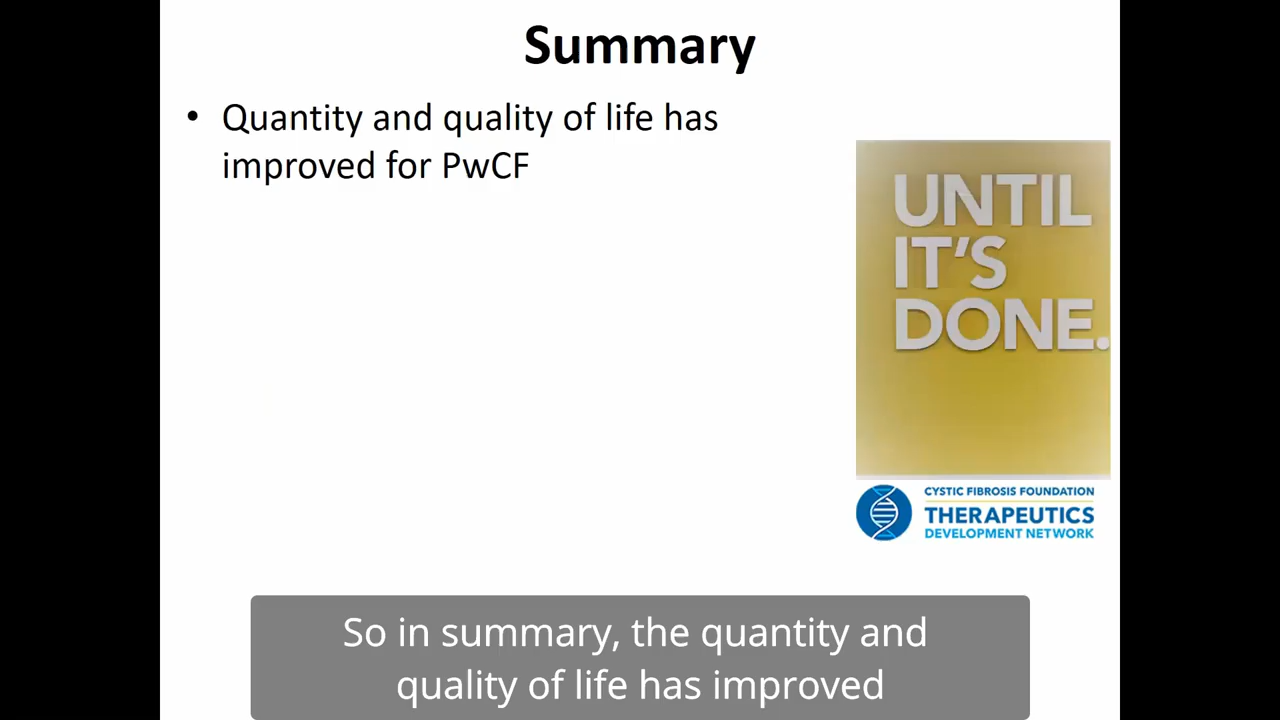 Summary
• Quantity and quality of life has
improved for PwCF
UNTIL
IT'S
DONE.
CYSTIC FIBROSIS FOUNDATION
THERAPEUTICS
DEVELOPMENT NETWORK
So in summary, the quantity and
quality of life has improved